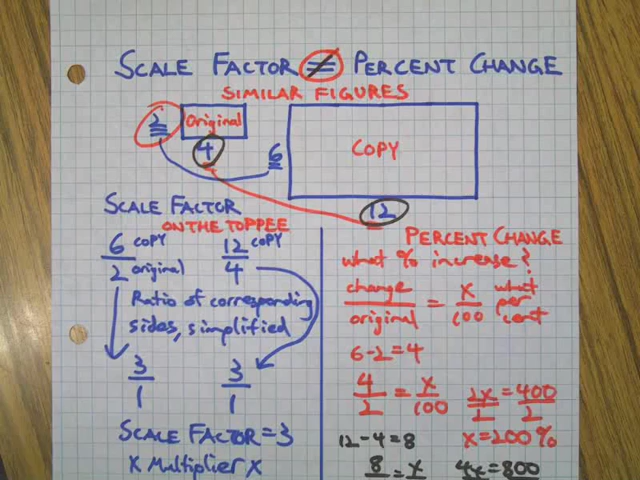 SCALE FACTOR ≠ PERCENT CHANGE
SIMILAR FIGURES
2 Original
4
6 COPY
12
SCALE FACTOR
ON THE TOPPEE
6 COPY 12 COPY
2 original 4
Ratio of corresponding
sides, simplified
3 3
1 1
SCALE FACTOR = 3
x Multiplier x
PERCENT CHANGE
What % increase?
change = x what
original 100 per cent
6-2=4
4 = x 2x = 400
2 100 2 2
12-4=8 x=200%
8 = x 4x = 800